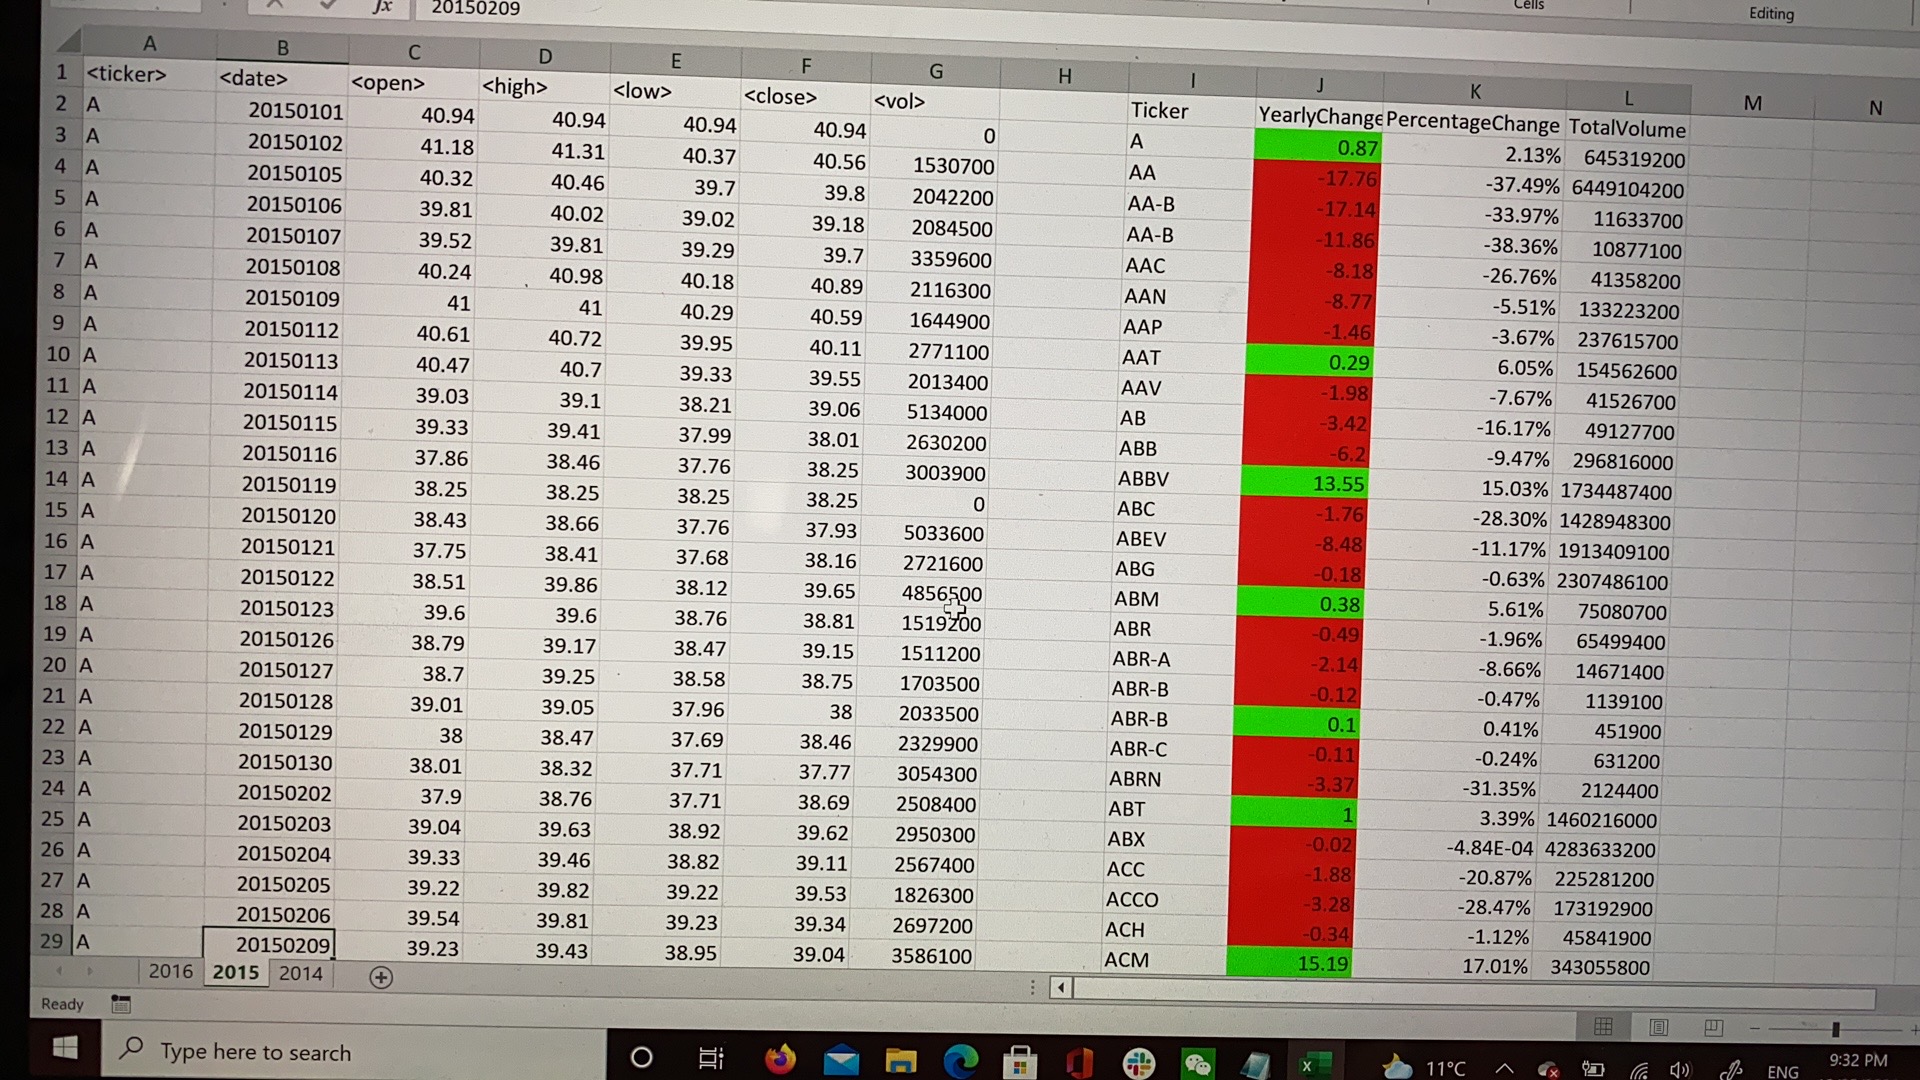 fx 20150209 Cells Editing
A B C D E F G H I J K L M N
1 <ticker> <date> <open> <high> <low> <close> <vol> Ticker YearlyChange PercentageChange TotalVolume
2 A 20150101 40.94 40.94 40.94 40.94 0 A 0.87 2.13% 645319200
3 A 20150102 41.18 41.31 40.37 40.56 1530700 AA -17.76 -37.49% 6449104200
4 A 20150105 40.32 40.46 39.7 39.8 2042200 AA-B -17.14 -33.97% 11633700
5 A 20150106 39.81 40.02 39.02 39.18 2084500 AA-B -11.86 -38.36% 10877100
6 A 20150107 39.52 39.81 39.29 39.7 3359600 AAC -8.18 -26.76% 41358200
7 A 20150108 40.24 40.98 40.18 40.89 2116300 AAN -8.77 -5.51% 133223200
8 A 20150109 41 41 40.29 40.59 1644900 AAP -1.46 -3.67% 237615700
9 A 20150112 40.61 40.72 39.95 40.11 2771100 AAT 0.29 6.05% 154562600
10 A 20150113 40.47 40.7 39.33 39.55 2013400 AAV -1.98 -7.67% 41526700
11 A 20150114 39.03 39.1 38.21 39.06 5134000 AB -3.42 -16.17% 49127700
12 A 20150115 39.33 39.41 37.99 38.01 2630200 ABB -6.2 -9.47% 296816000
13 A 20150116 37.86 38.46 37.76 38.25 3003900 ABBV 13.55 15.03% 1734487400
14 A 20150119 38.25 38.25 38.25 38.25 0 ABC -1.76 -28.30% 1428948300
15 A 20150120 38.43 38.66 37.76 37.93 5033600 ABEV -8.48 -11.17% 1913409100
16 A 20150121 37.75 38.41 37.68 38.16 2721600 ABG -0.18 -0.63% 2307486100
17 A 20150122 38.51 39.86 38.12 39.65 4856500 ABM 0.38 5.61% 75080700
18 A 20150123 39.6 39.6 38.76 38.81 1519200 ABR -0.49 -1.96% 65499400
19 A 20150126 38.79 39.17 38.47 39.15 1511200 ABR-A -2.14 -8.66% 14671400
20 A 20150127 38.7 39.25 38.58 38.75 1703500 ABR-B -0.12 -0.47% 1139100
21 A 20150128 39.01 39.05 37.96 38 2033500 ABR-B 0.1 0.41% 451900
22 A 20150129 38 38.47 37.69 38.46 2329900 ABR-C -0.11 -0.24% 631200
23 A 20150130 38.01 38.32 37.71 37.77 3054300 ABRN -3.37 -31.35% 2124400
24 A 20150202 37.9 38.76 37.71 38.69 2508400 ABT 1 3.39% 1460216000
25 A 20150203 39.04 39.63 38.92 39.62 2950300 ABX -0.02 -4.84E-04 4283633200
26 A 20150204 39.33 39.46 38.82 39.11 2567400 ACC -1.88 -20.87% 225281200
27 A 20150205 39.22 39.82 39.22 39.53 1826300 ACCO -3.28 -28.47% 173192900
28 A 20150206 39.54 39.81 39.23 39.34 2697200 ACH -0.34 -1.12% 45841900
29 A 20150209 39.23 39.43 38.95 39.04 3586100 ACM 15.19 17.01% 343055800
2016 2015 2014
Ready
Type here to search 11°C ENG 9:32 PM